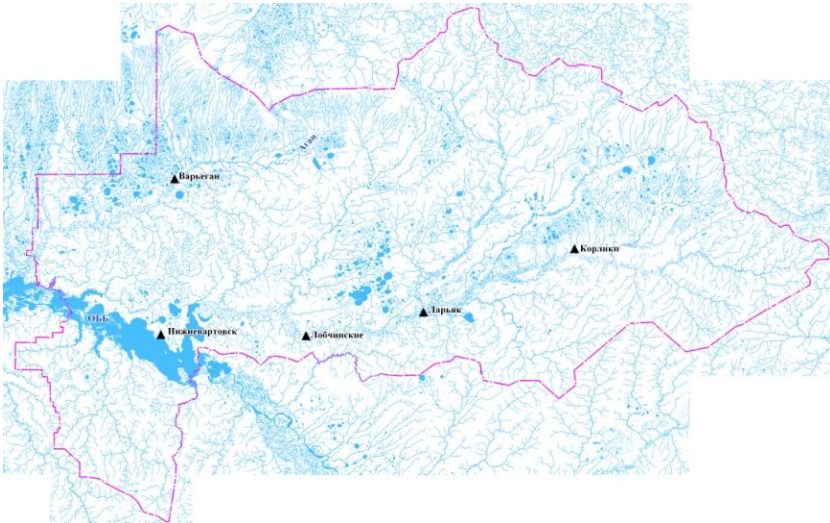 Аган
Варьеган
Корлики
Ларьяк
ОБЬ
Нижневартовск
Лобчинские